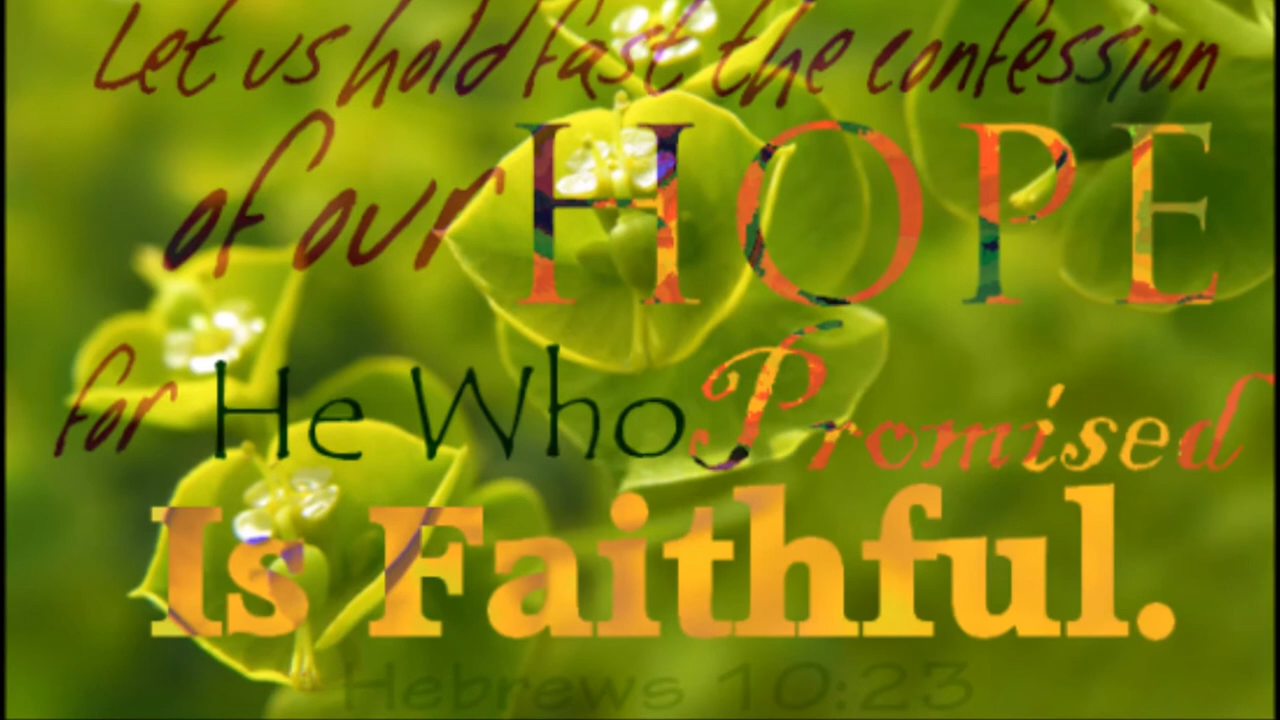 Let us hold fast the confession
of our HOPE
for He Who Promised
Is Faithful.
Hebrews 10:23